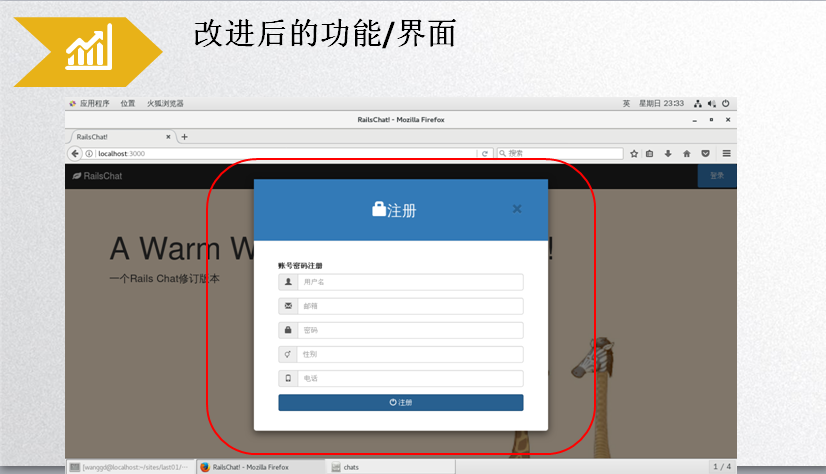 改进后的功能/界面
应用程序 位置 火狐浏览器 英 星期日 23:33
RailsChat! - Mozilla Firefox
RailsChat!
localhost:3000 搜索
RailsChat 登录
注册
A Warm W !
一个Rails Chat修订版本
账号密码注册
用户名
邮箱
密码
性别
电话
注册
[wanggd@localhost:~/sites/last01/··· RailsChat! - Mozilla Firefox chats 1 / 4